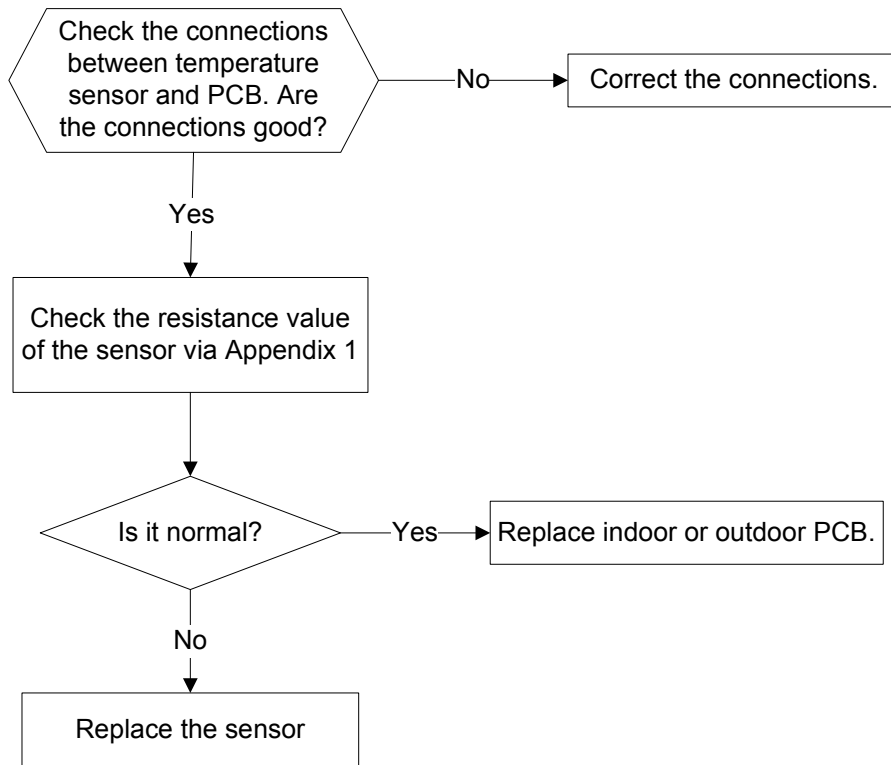 Check the connections
between temperature
sensor and PCB. Are
the connections good?
No
Correct the connections.
Yes
Check the resistance value
of the sensor via Appendix 1
Is it normal?
Yes
Replace indoor or outdoor PCB.
No
Replace the sensor